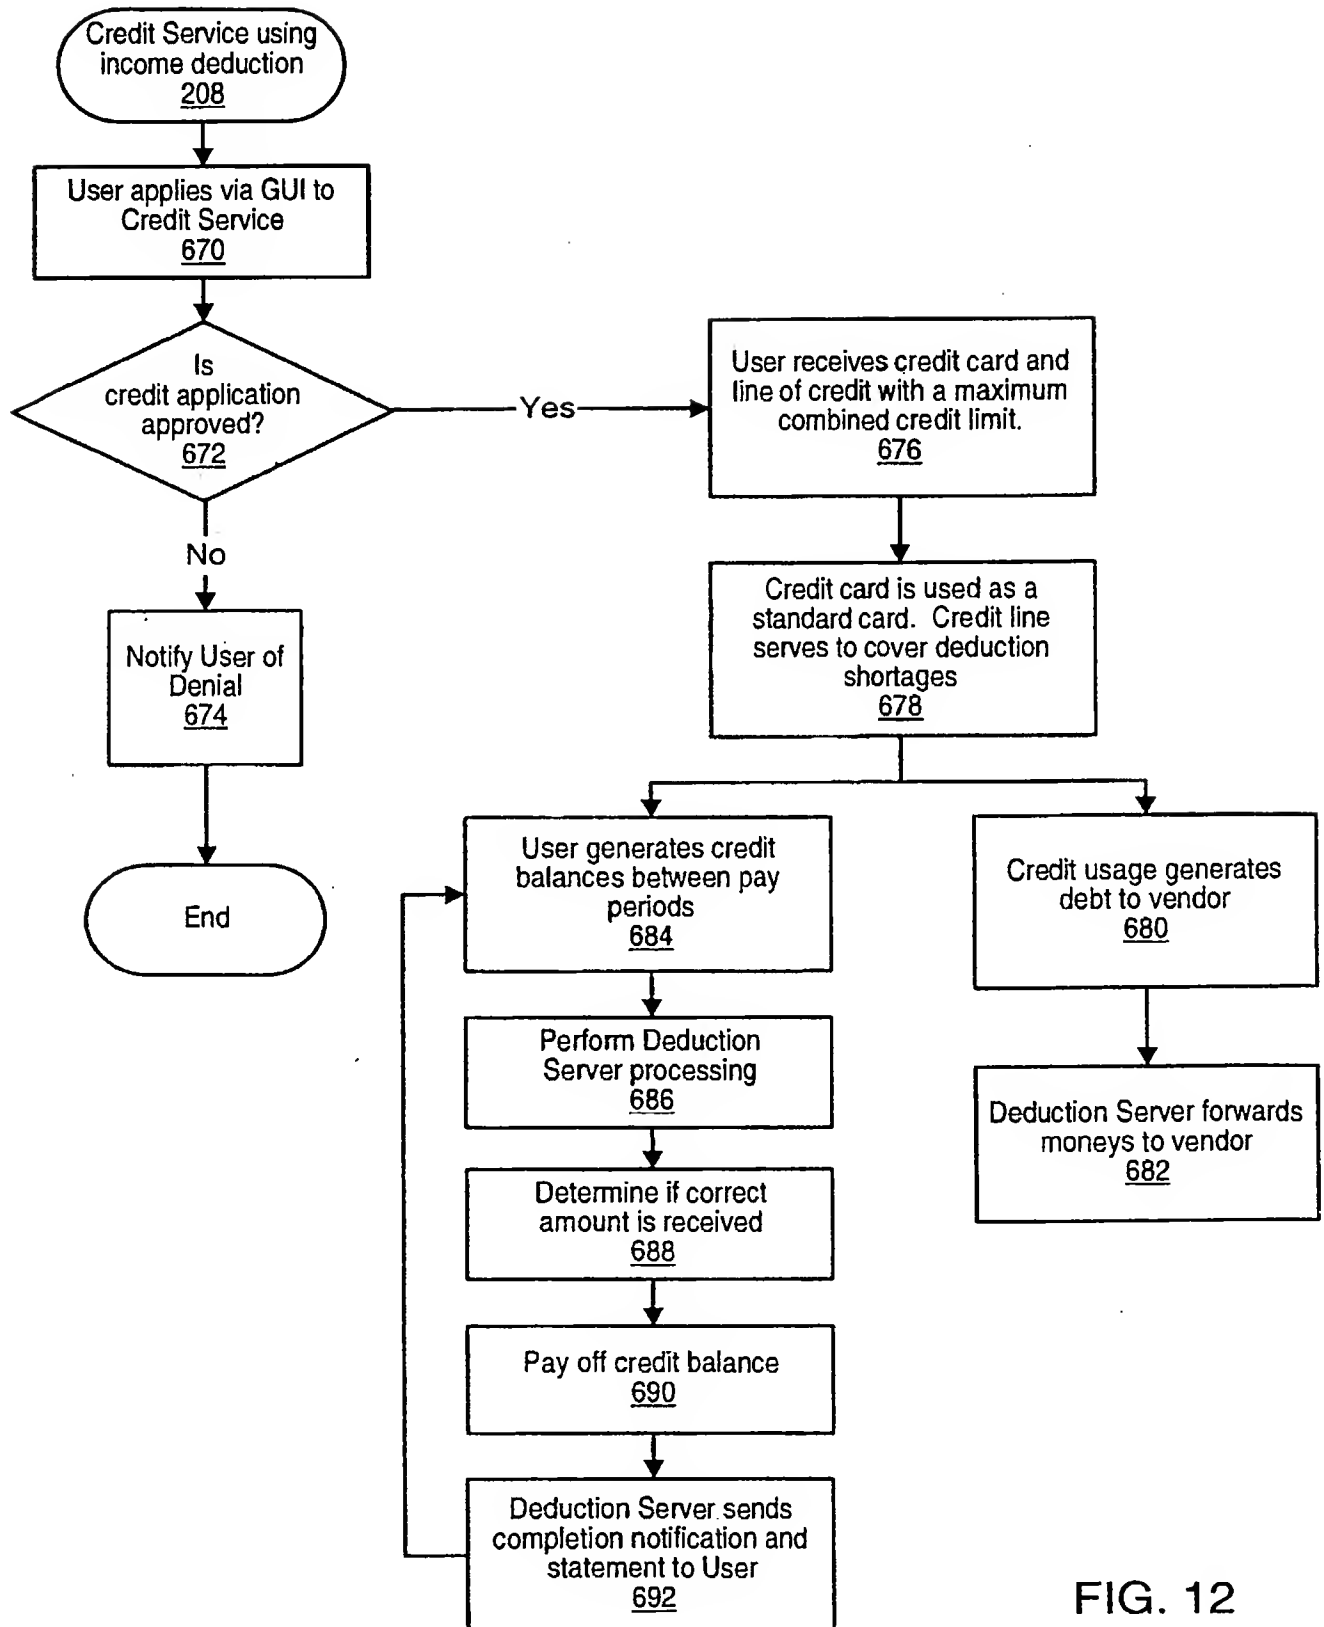 Credit Service using
income deduction
208
User applies via GUI to
Credit Service
670
Is
credit application
approved?
672
Yes
No
Notify User of
Denial
674
End
User receives credit card and
line of credit with a maximum
combined credit limit.
676
Credit card is used as a
standard card. Credit line
serves to cover deduction
shortages
678
User generates credit
balances between pay
periods
684
Perform Deduction
Server processing
686
Determine if correct
amount is received
688
Pay off credit balance
690
Deduction Server sends
completion notification and
statement to User
692
Credit usage generates
debt to vendor
680
Deduction Server forwards
moneys to vendor
682
FIG. 12